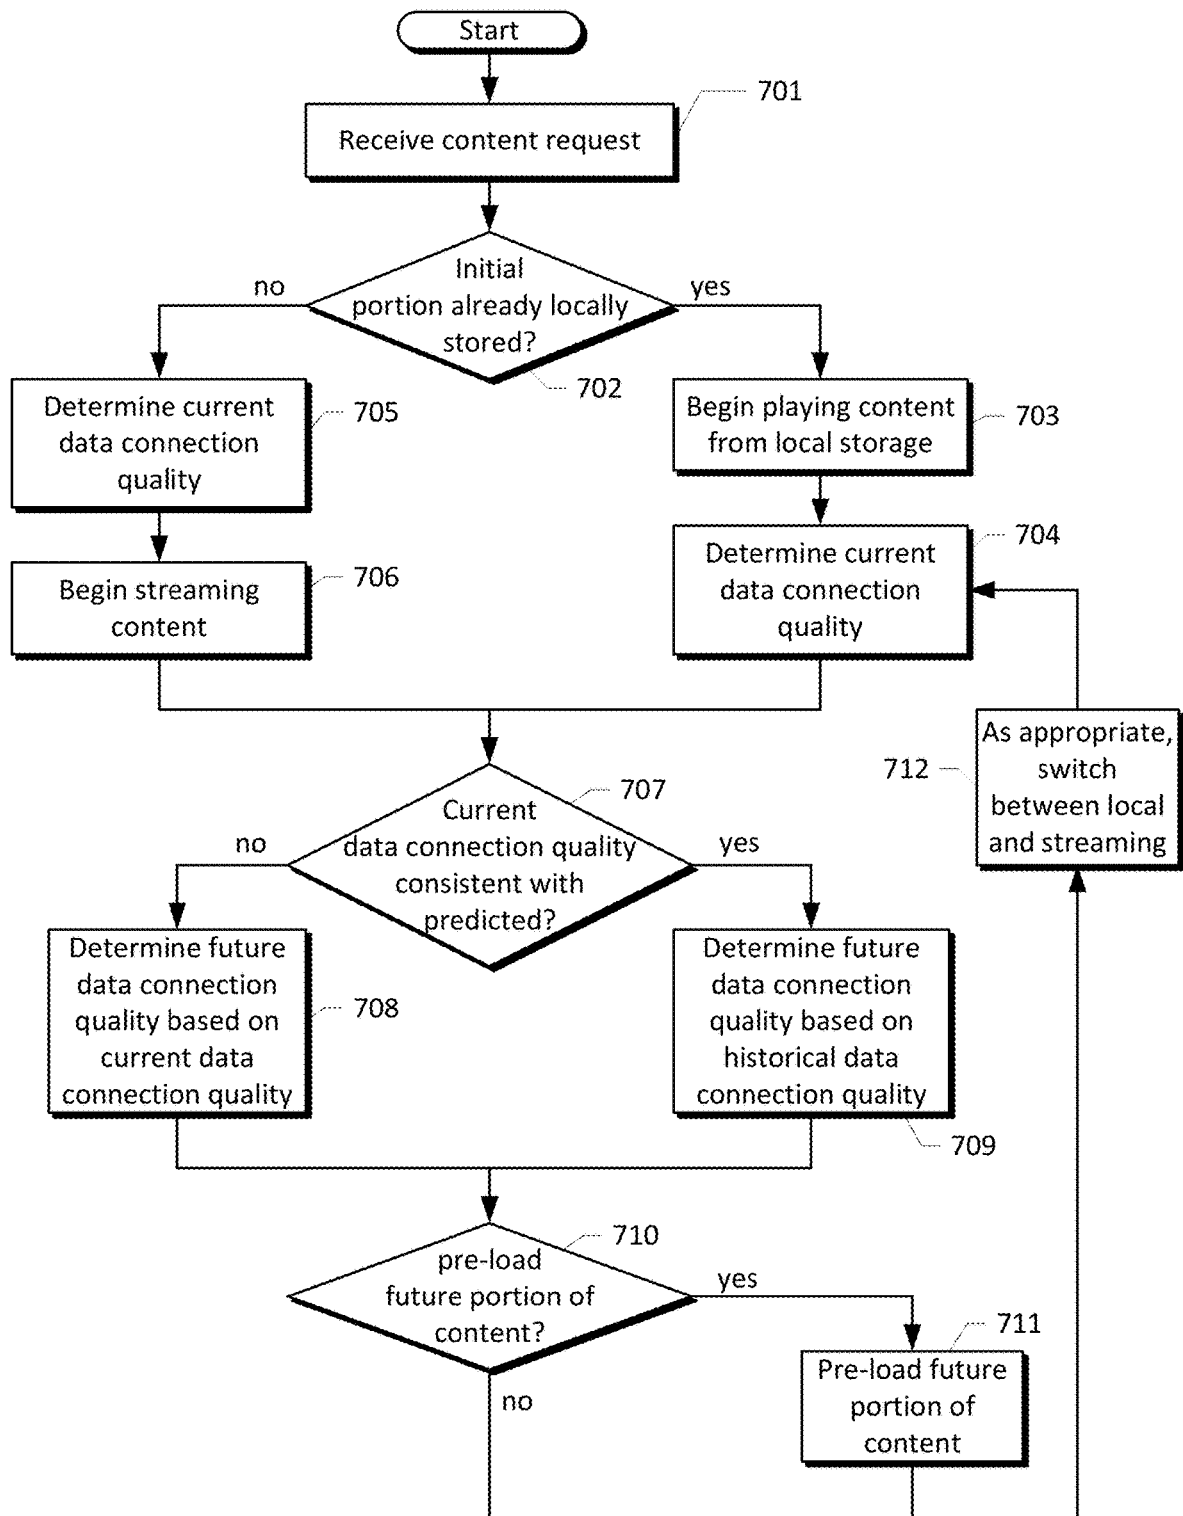 Start
701
Receive content request
Initial
portion already locally
stored?
no
yes
702
Determine current
data connection
quality
705
Begin playing content
from local storage
703
Determine current
data connection
quality
704
Begin streaming
content
706
As appropriate,
switch
between local
and streaming
712
Current
data connection quality
consistent with
predicted?
707
no
yes
Determine future
data connection
quality based on
current data
connection quality
708
Determine future
data connection
quality based on
historical data
connection quality
709
pre-load
future portion of
content?
710
yes
no
711
Pre-load future
portion of
content